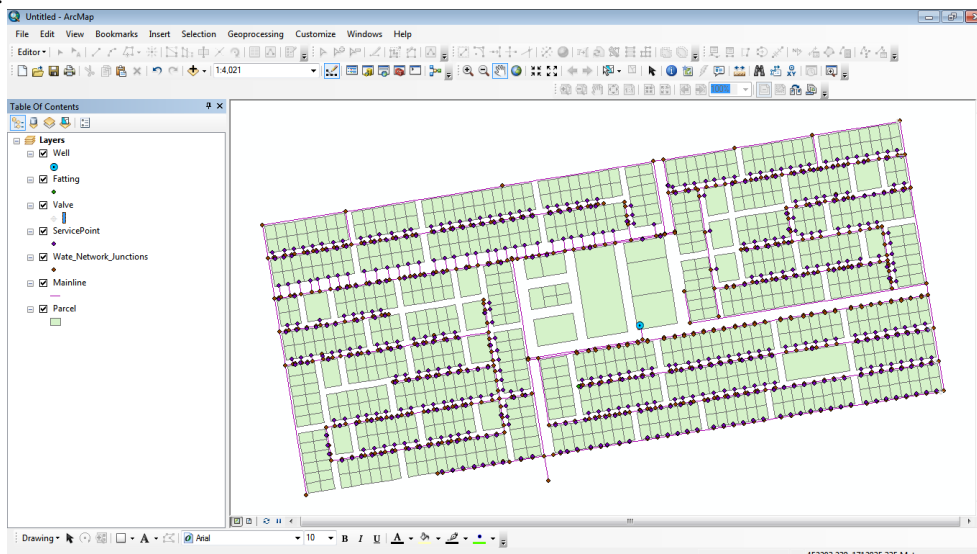 Untitled - ArcMap
File Edit View Bookmarks Insert Selection Geoprocessing Customize Windows Help
Editor
1:4,021
100%
Table Of Contents
Layers
Well
Fatting
Valve
ServicePoint
Wate_Network_Junctions
Mainline
Parcel
Drawing A Arial 10 B I U A